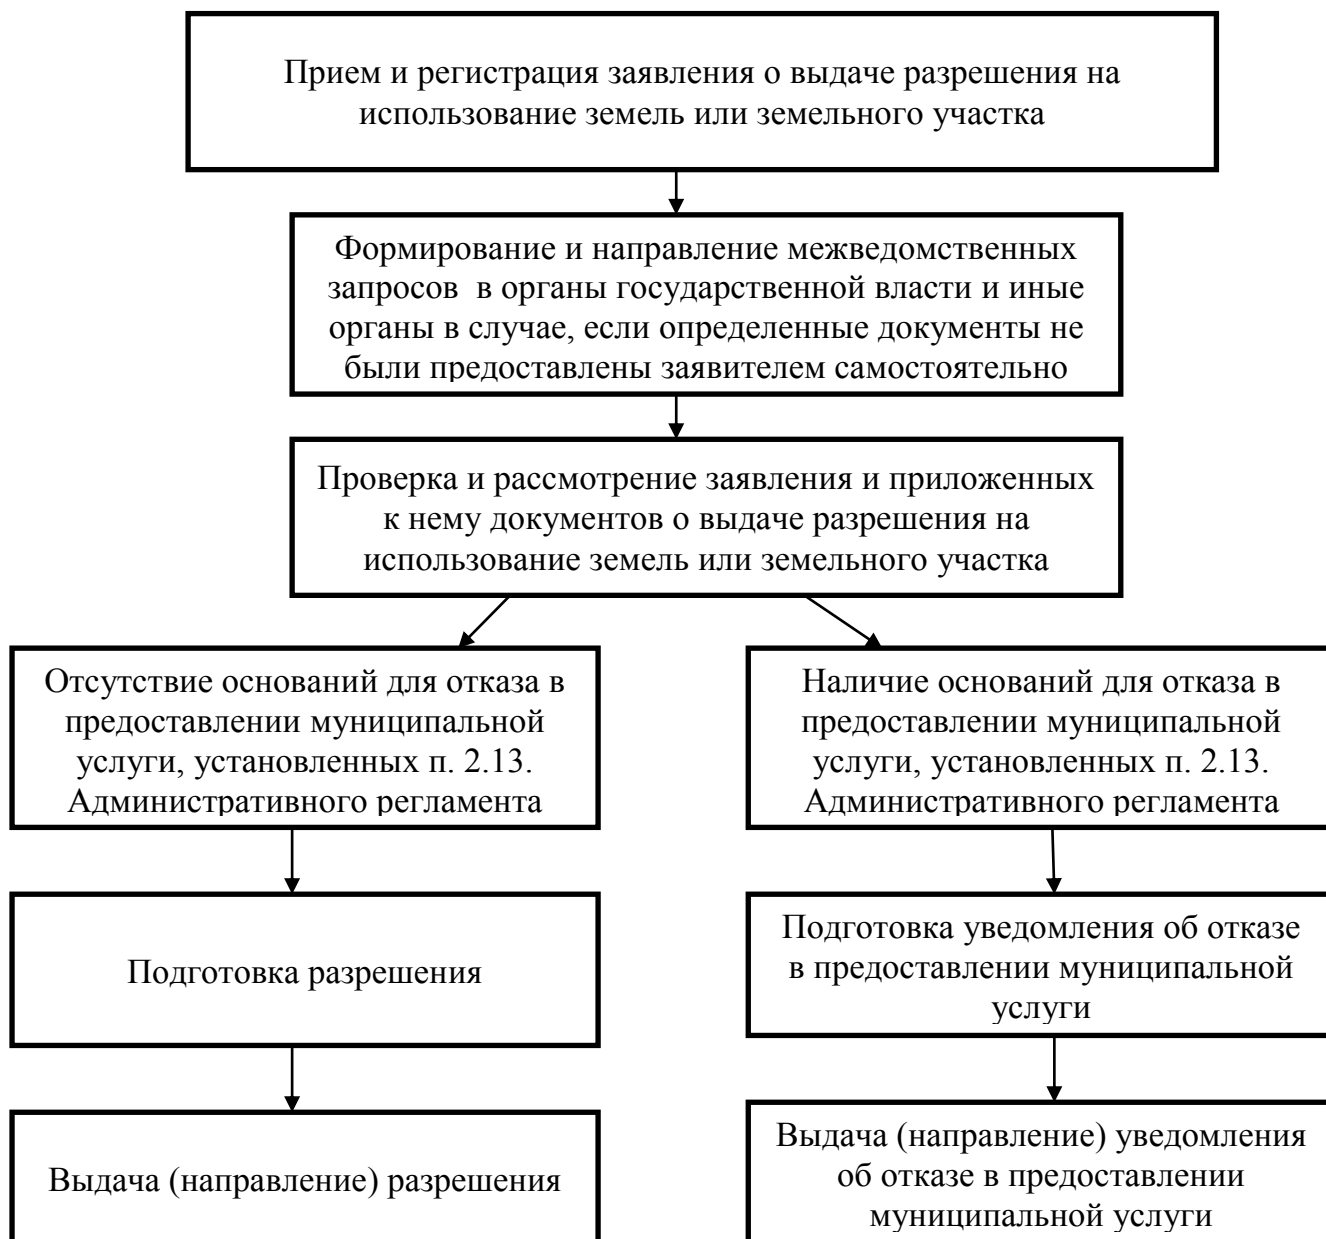 Прием и регистрация заявления о выдаче разрешения на
использование земель или земельного участка
Формирование и направление межведомственных
запросов  в органы государственной власти и иные
органы в случае, если определенные документы не
были предоставлены заявителем самостоятельно
Проверка и рассмотрение заявления и приложенных
к нему документов о выдаче разрешения на
использование земель или земельного участка
Отсутствие оснований для отказа в
предоставлении муниципальной
услуги, установленных п. 2.13.
Административного регламента
Наличие оснований для отказа в
предоставлении муниципальной
услуги, установленных п. 2.13.
Административного регламента
Подготовка разрешения
Подготовка уведомления об отказе
в предоставлении муниципальной
услуги
Выдача (направление) разрешения
Выдача (направление) уведомления
об отказе в предоставлении
муниципальной услуги